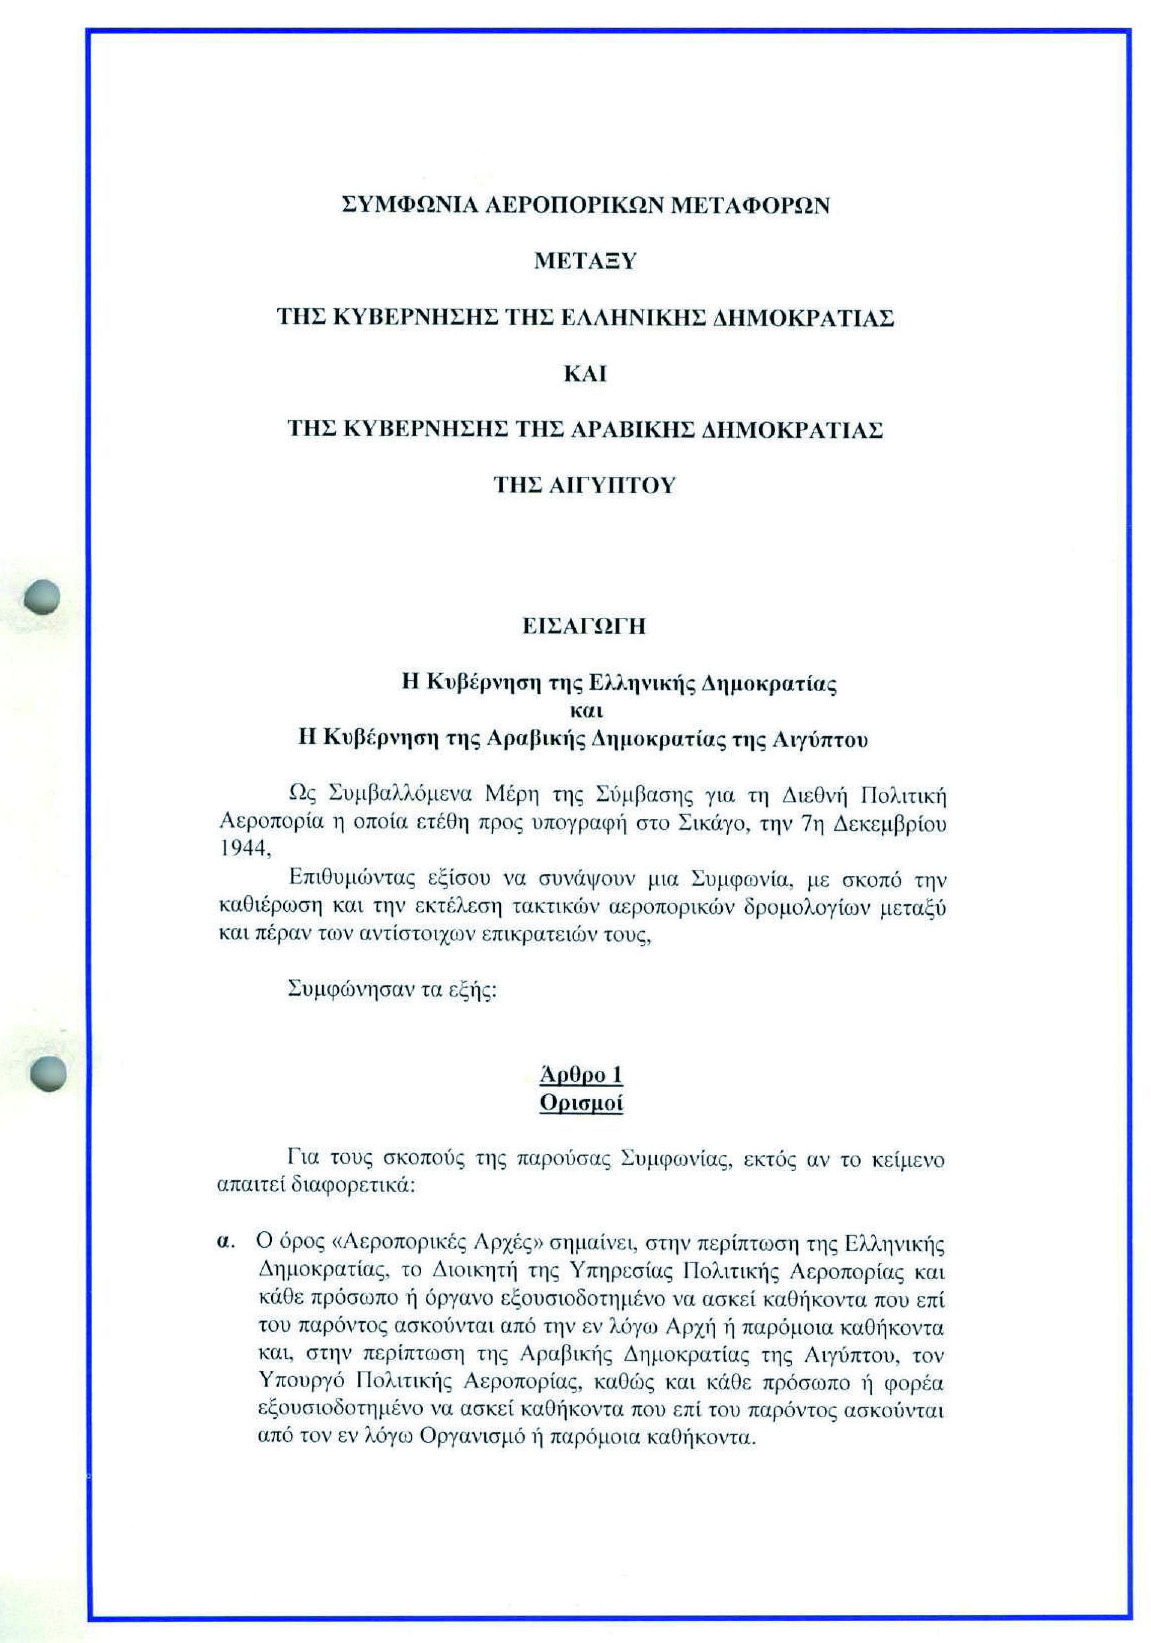 ΣΥΜΦΩΝΙΑ ΑΕΡΟΠΟΡΙΚΩΝ ΜΕΤΑΦΟΡΩΝ
ΜΕΤΑΞΥ
ΤΗΣ ΚΥΒΕΡΝΗΣΗΣ ΤΗΣ ΕΛΛΗΝΙΚΗΣ ΔΗΜΟΚΡΑΤΙΑΣ
ΚΑΙ
ΤΗΣ ΚΥΒΕΡΝΗΣΗΣ ΤΗΣ ΑΡΑΒΙΚΗΣ ΔΗΜΟΚΡΑΤΙΑΣ
ΤΗΣ ΑΙΓΥΠΤΟΥ
ΕΙΣΑΓΩΓΗ
Η Κυβέρνηση της Ελληνικής Δημοκρατίας
και
Η Κυβέρνηση της Αραβικής Δημοκρατίας της Αιγύπτου
Ως Συμβαλλόμενα Μέρη της Σύμβασης για τη Διεθνή Πολιτική
Αεροπορία η οποία ετέθη προς υπογραφή στο Σικάγο, την 7η Δεκεμβρίου
1944,
Επιθυμώντας εξίσου να συνάψουν μια Συμφωνία, με σκοπό την
καθιέρωση και την εκτέλεση τακτικών αεροπορικών δρομολογίων μεταξύ
και πέραν των αντίστοιχων επικρατειών τους,
Συμφώνησαν τα εξής:
Άρθρο 1
Ορισμοί
Για τους σκοπούς της παρούσας Συμφωνίας, εκτός αν το κείμενο
απαιτεί διαφορετικά:
α. Ο όρος «Αεροπορικές Αρχές» σημαίνει, στην περίπτωση της Ελληνικής
Δημοκρατίας, το Διοικητή της Υπηρεσίας Πολιτικής Αεροπορίας και
κάθε πρόσωπο ή όργανο εξουσιοδοτημένο να ασκεί καθήκοντα που επί
του παρόντος ασκούνται από την εν λόγω Αρχή ή παρόμοια καθήκοντα
και, στην περίπτωση της Αραβικής Δημοκρατίας της Αιγύπτου, τον
Υπουργό Πολιτικής Αεροπορίας, καθώς και κάθε πρόσωπο ή φορέα
εξουσιοδοτημένο να ασκεί καθήκοντα που επί του παρόντος ασκούνται
από τον εν λόγω Οργανισμό ή παρόμοια καθήκοντα.